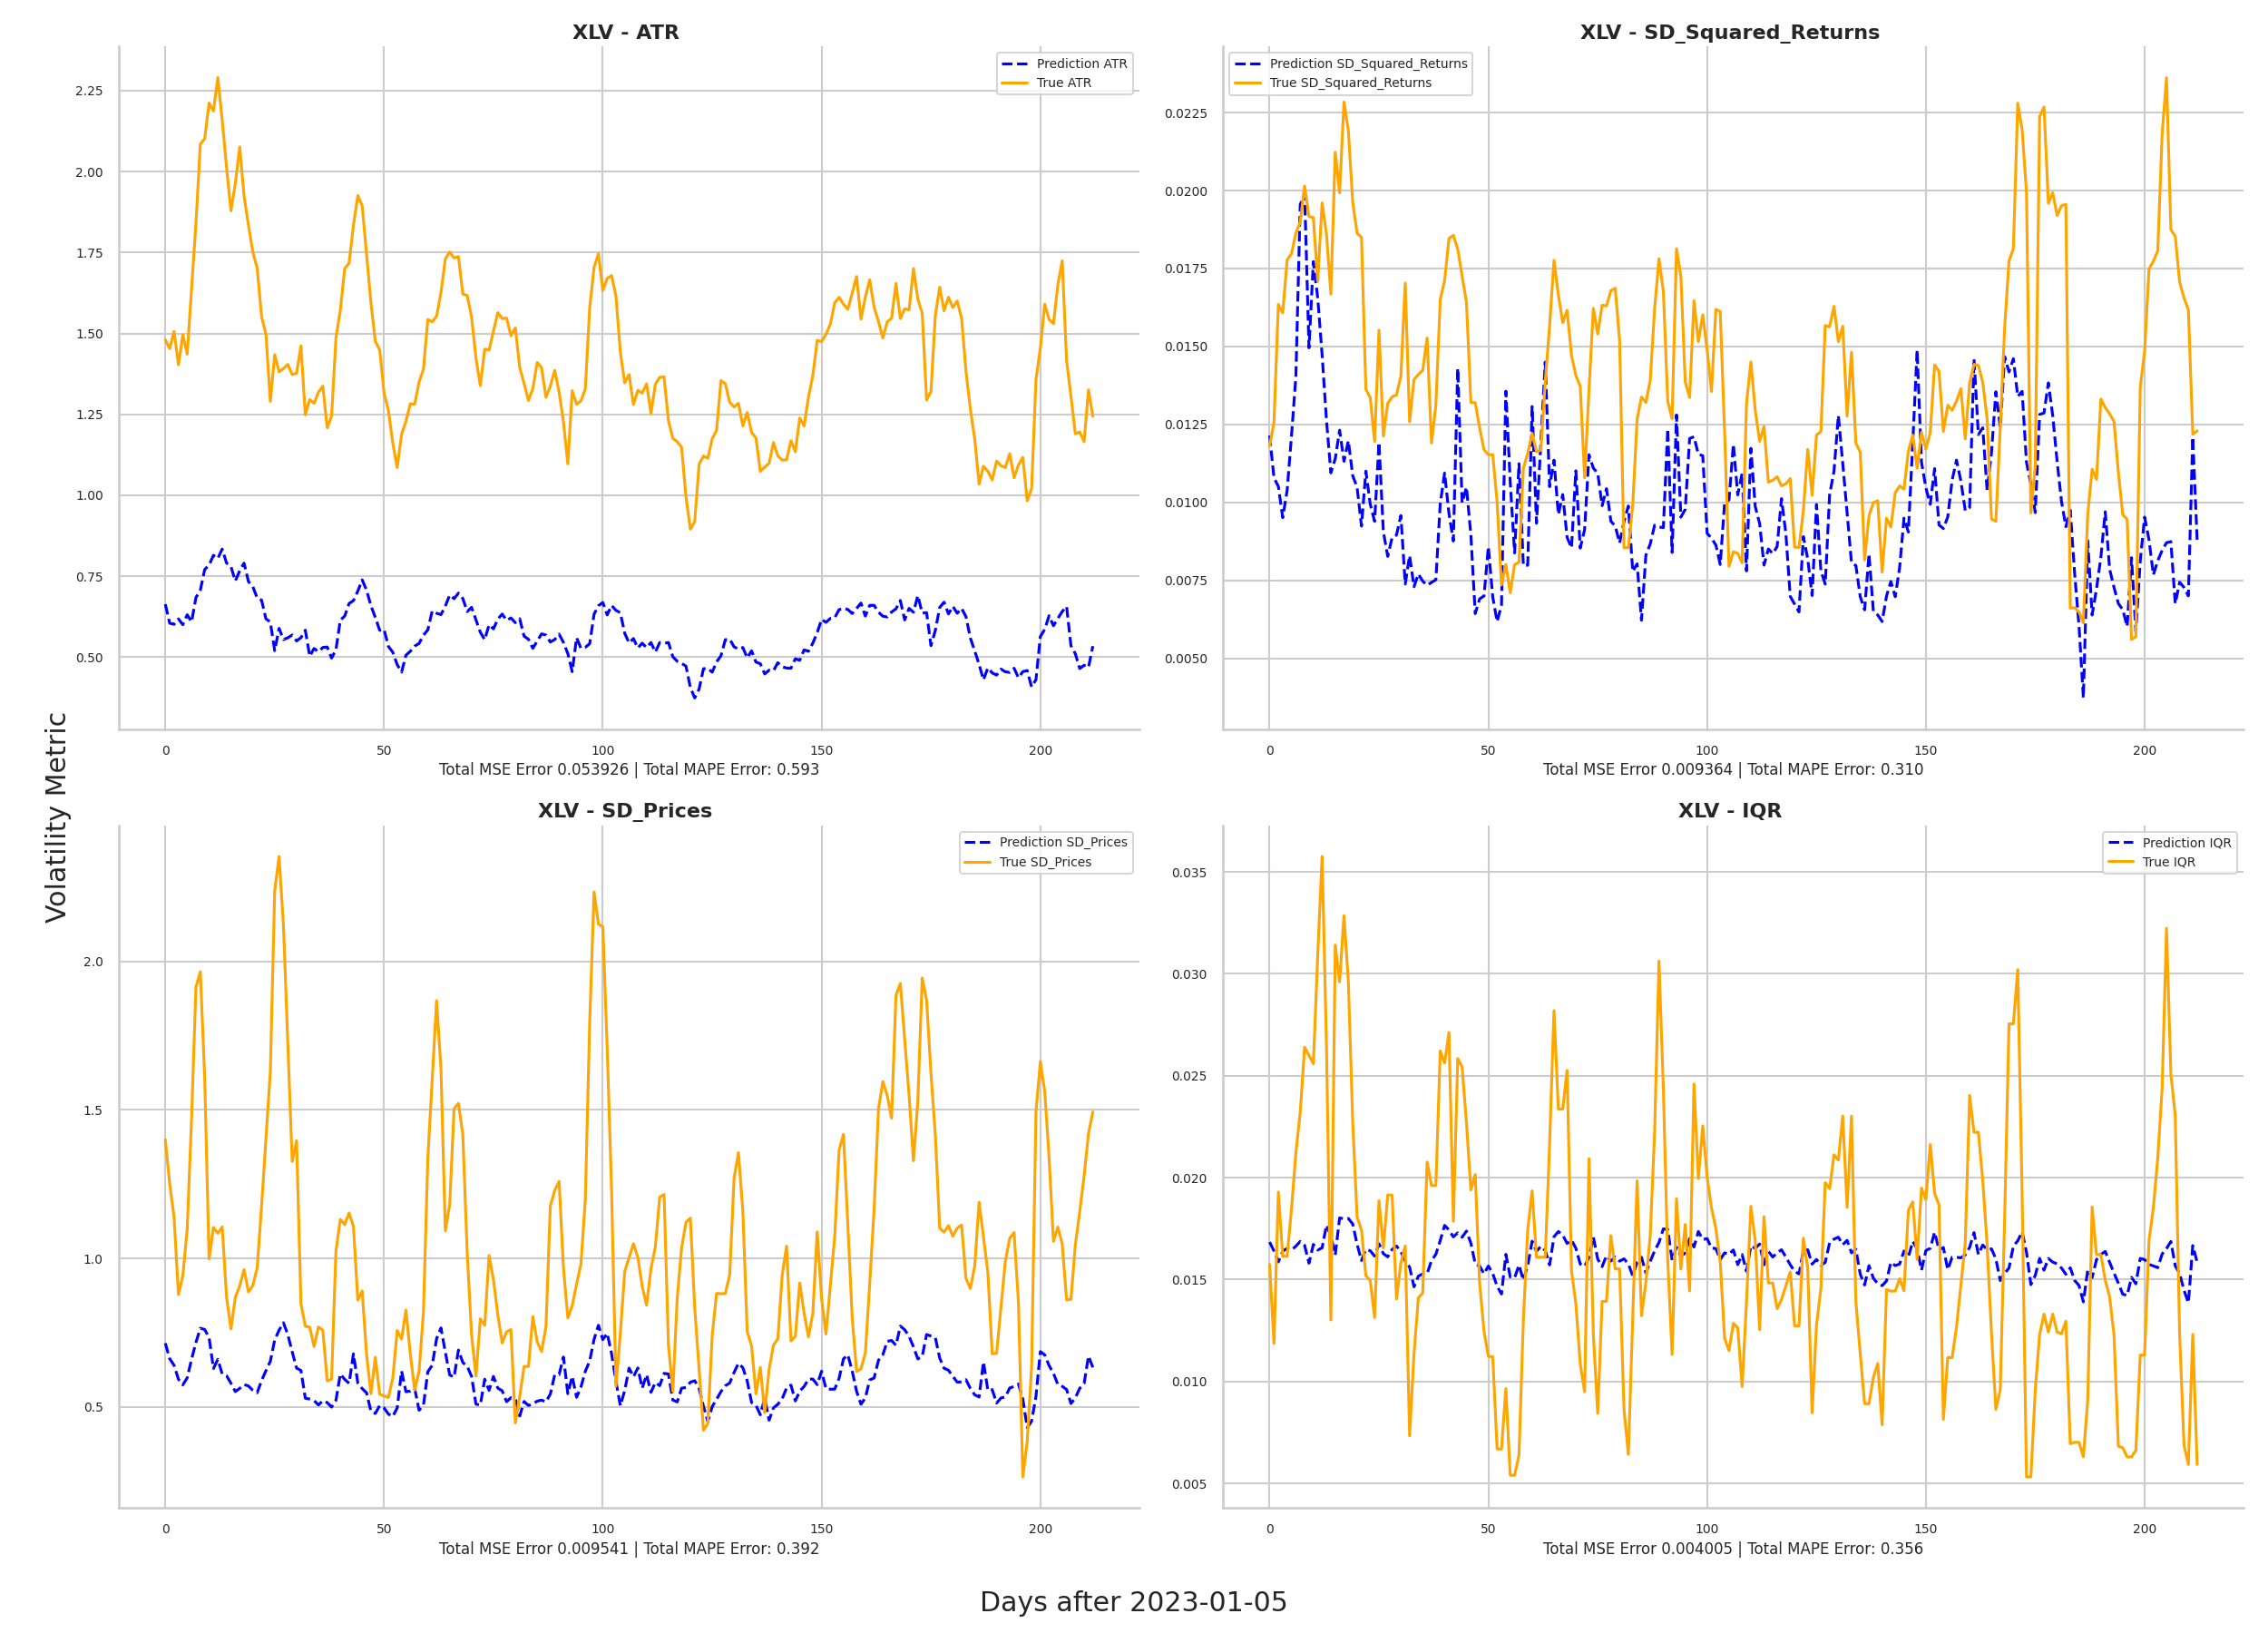 XLV - ATR
Prediction ATR
True ATR
2.25
2.00
1.75
1.50
1.25
1.00
0.75
0.50
0 50 100 150 200
Total MSE Error 0.053926 | Total MAPE Error: 0.593
XLV - SD_Squared_Returns
Prediction SD_Squared_Returns
True SD_Squared_Returns
0.0225
0.0200
0.0175
0.0150
0.0125
0.0100
0.0075
0.0050
0 50 100 150 200
Total MSE Error 0.009364 | Total MAPE Error: 0.310
Volatility Metric
XLV - SD_Prices
Prediction SD_Prices
True SD_Prices
2.0
1.5
1.0
0.5
0 50 100 150 200
Total MSE Error 0.009541 | Total MAPE Error: 0.392
XLV - IQR
Prediction IQR
True IQR
0.035
0.030
0.025
0.020
0.015
0.010
0.005
0 50 100 150 200
Total MSE Error 0.004005 | Total MAPE Error: 0.356
Days after 2023-01-05